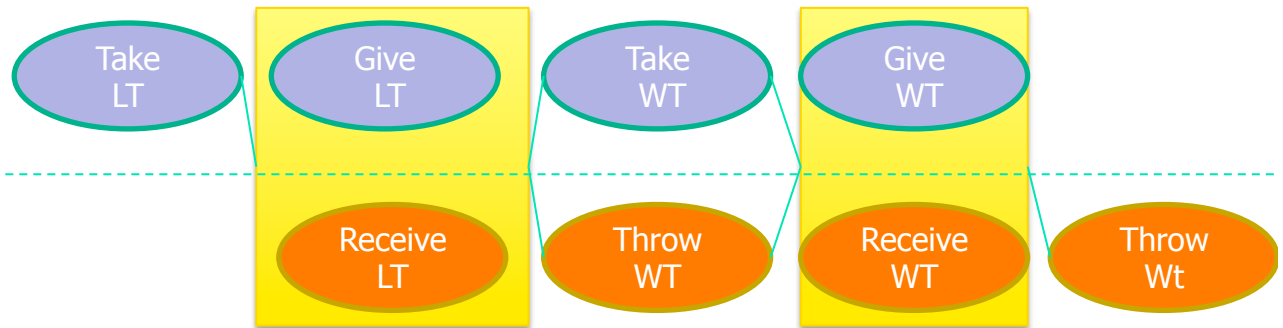 Take
LT
Give
LT
Take
WT
Give
WT
Receive
LT
Throw
WT
Receive
WT
Throw
Wt